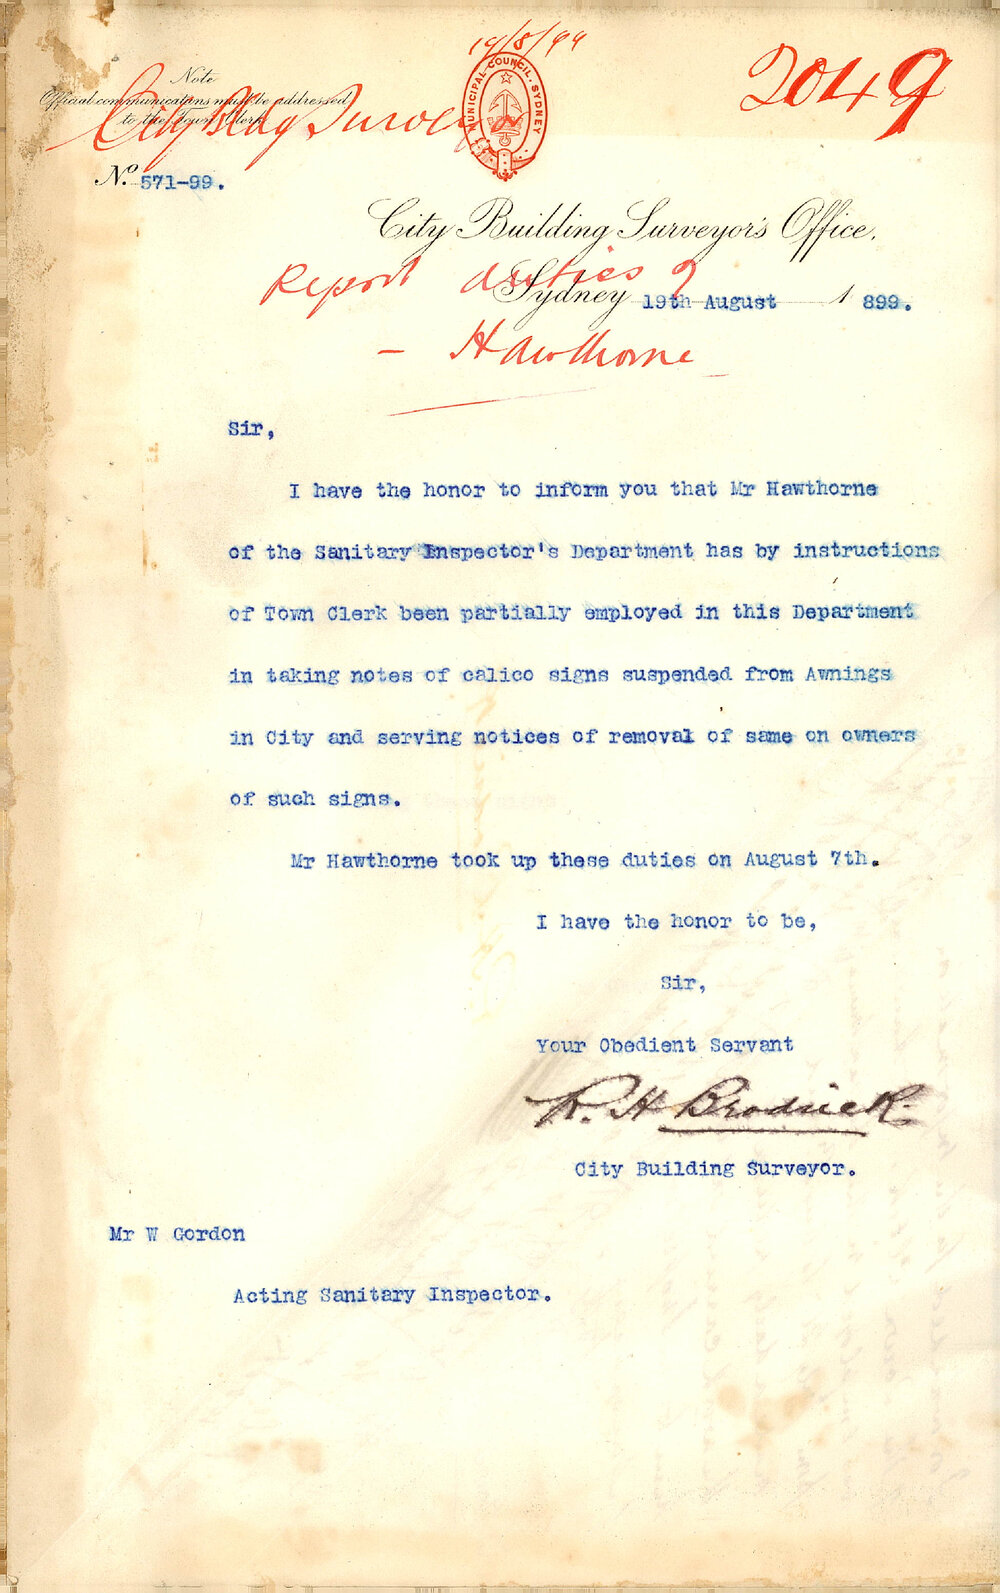 19/8/99
2049
Note
Official communications must be addressed
to the Town Clerk
City Bldg. Surveyor
MUNICIPAL COUNCIL. SYDNEY
No. 571-99.
City Building Surveyor's Office,
Report duties of
Sydney 19th August 1899.
- Hawthorne -
Sir,
I have the honor to inform you that Mr Hawthorne
of the Sanitary Inspector's Department has by instructions
of Town Clerk been partially employed in this Department
in taking notes of calico signs suspended from Awnings
in City and serving notices of removal of same on owners
of such signs.
Mr Hawthorne took up these duties on August 7th.
I have the honor to be,
Sir,
Your Obedient Servant
R. H Brodrick.
City Building Surveyor.
Mr W Gordon
Acting Sanitary Inspector.